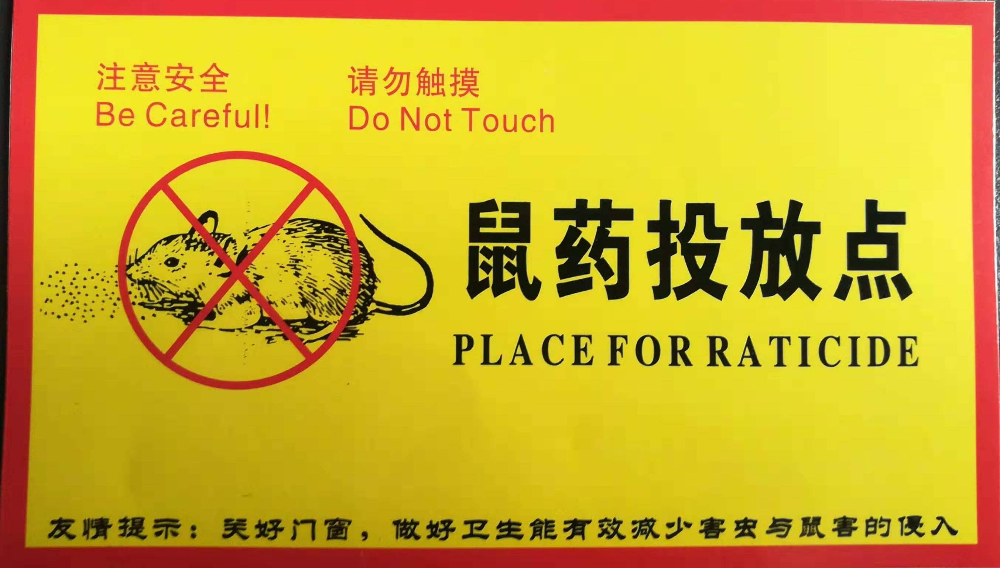 注意安全
Be Careful!
请勿触摸
Do Not Touch
鼠药投放点
PLACE FOR RATICIDE
友情提示：关好门窗，做好卫生能有效减少害虫与鼠害的侵入